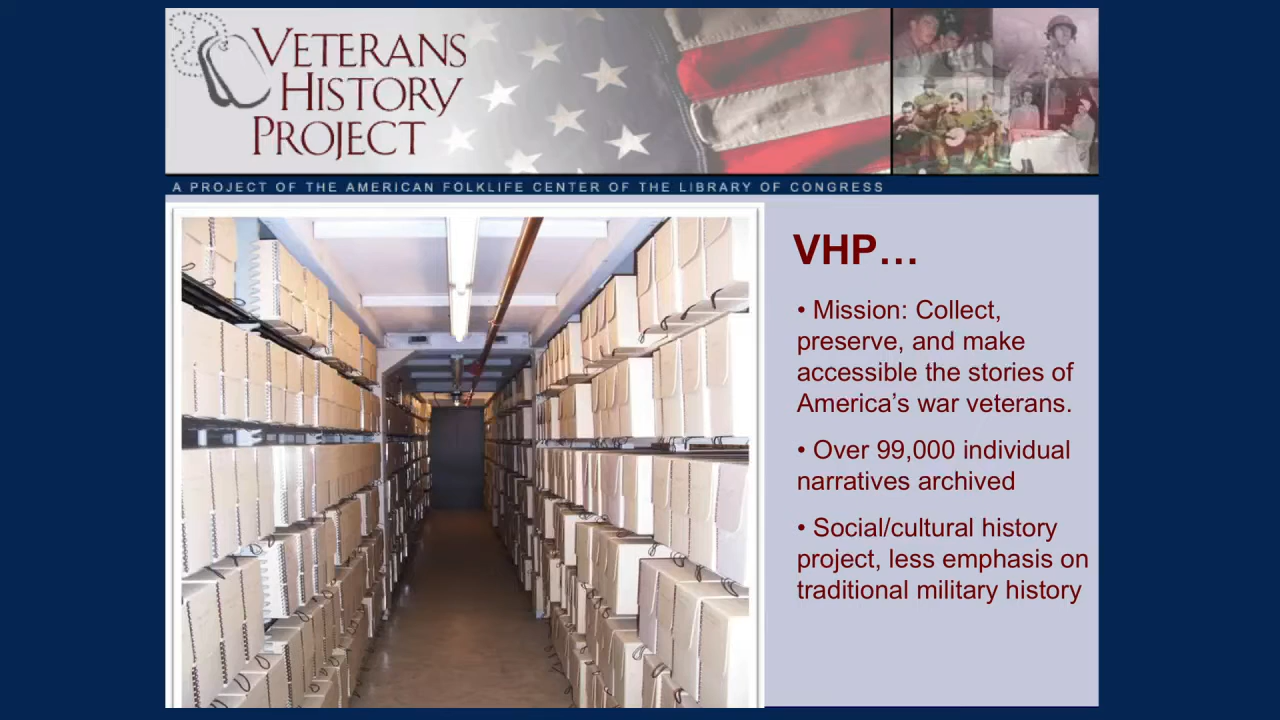 VETERANS
HISTORY
PROJECT
A PROJECT OF THE AMERICAN FOLKLIFE CENTER OF THE LIBRARY OF CONGRESS
VHP…
• Mission: Collect,
preserve, and make
accessible the stories of
America’s war veterans.
• Over 99,000 individual
narratives archived
• Social/cultural history
project, less emphasis on
traditional military history